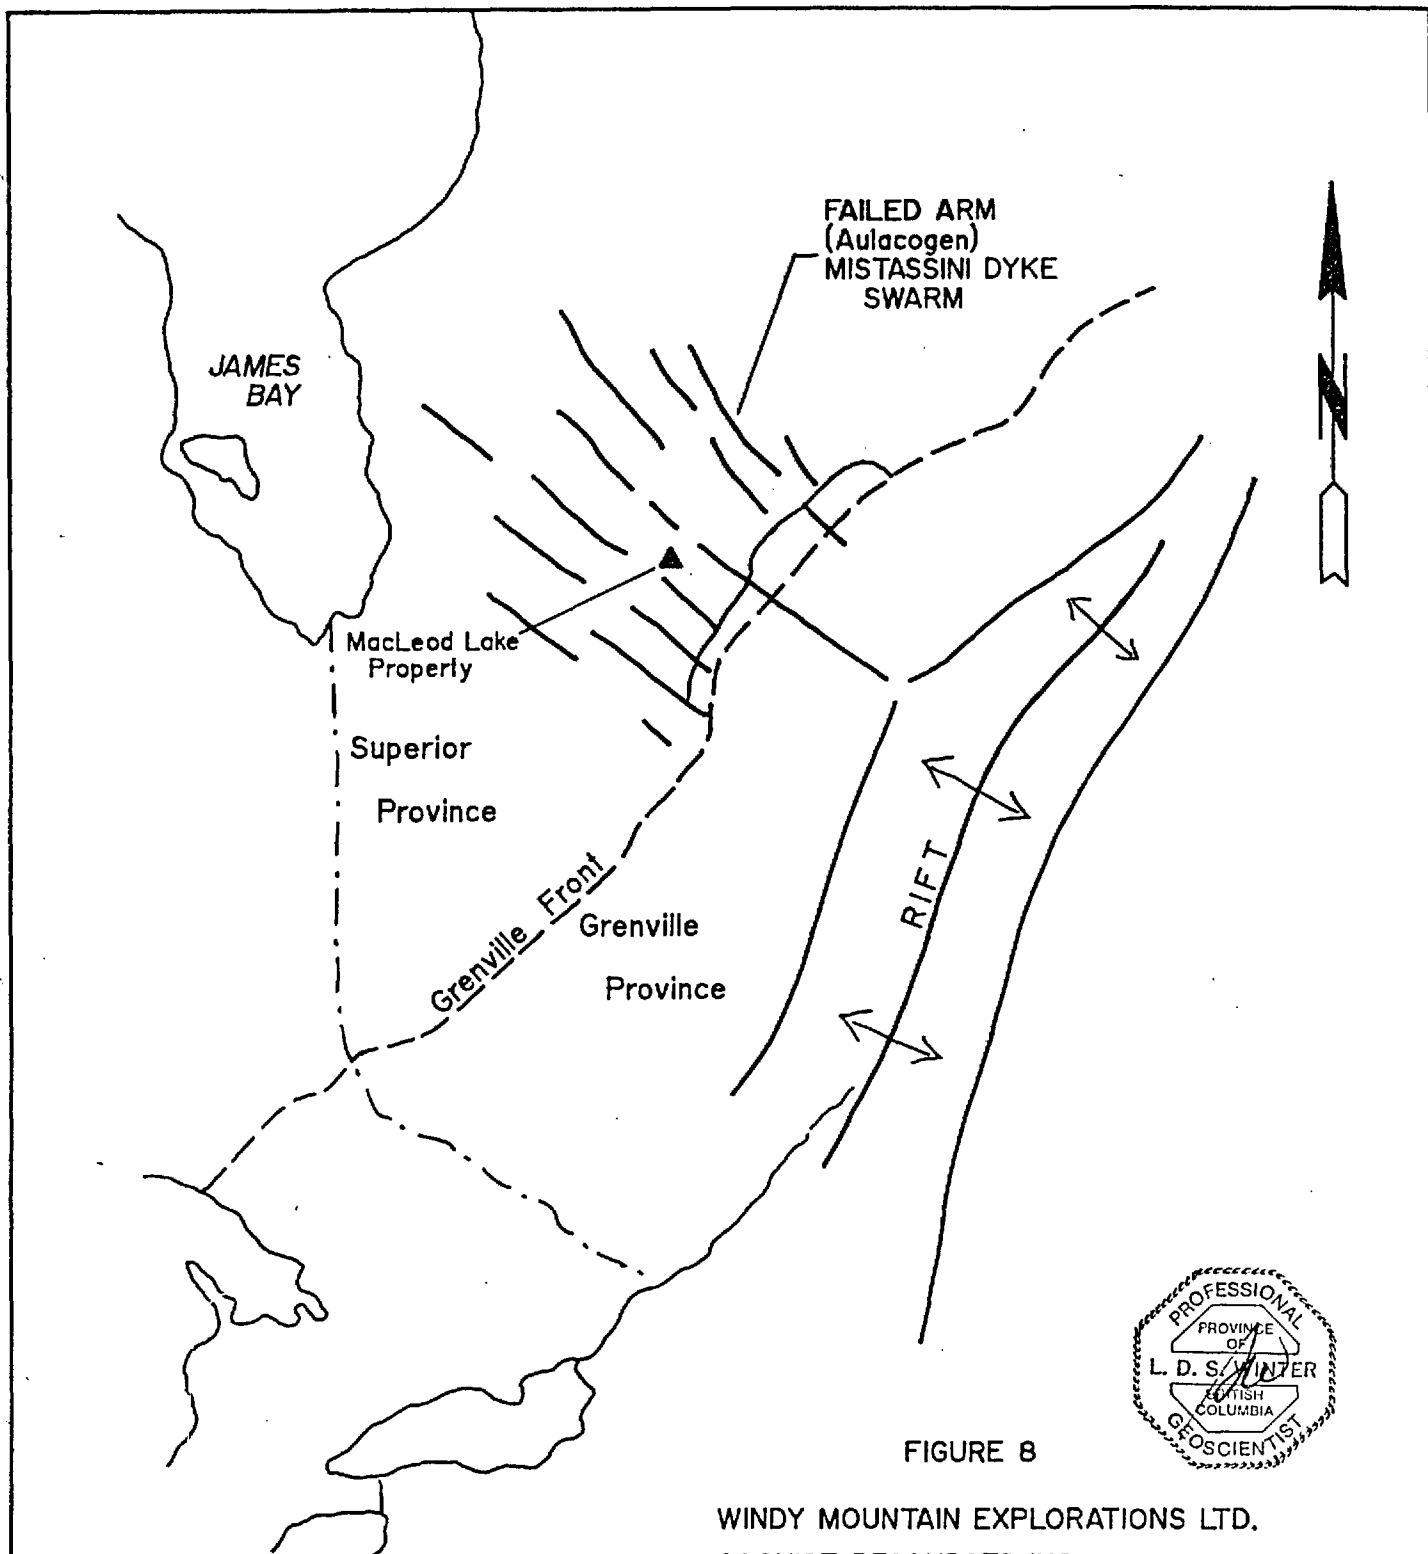 FAILED ARM
(Aulacogen)
MISTASSINI DYKE
SWARM
JAMES
BAY
N
MacLeod Lake
Property
Superior
Province
Grenville Front
Grenville
Province
RIFT
PROFESSIONAL
PROVINCE
OF
L. D. S. WINTER
BRITISH
COLUMBIA
GEOSCIENTIST
FIGURE 8
WINDY MOUNTAIN EXPLORATIONS LTD.